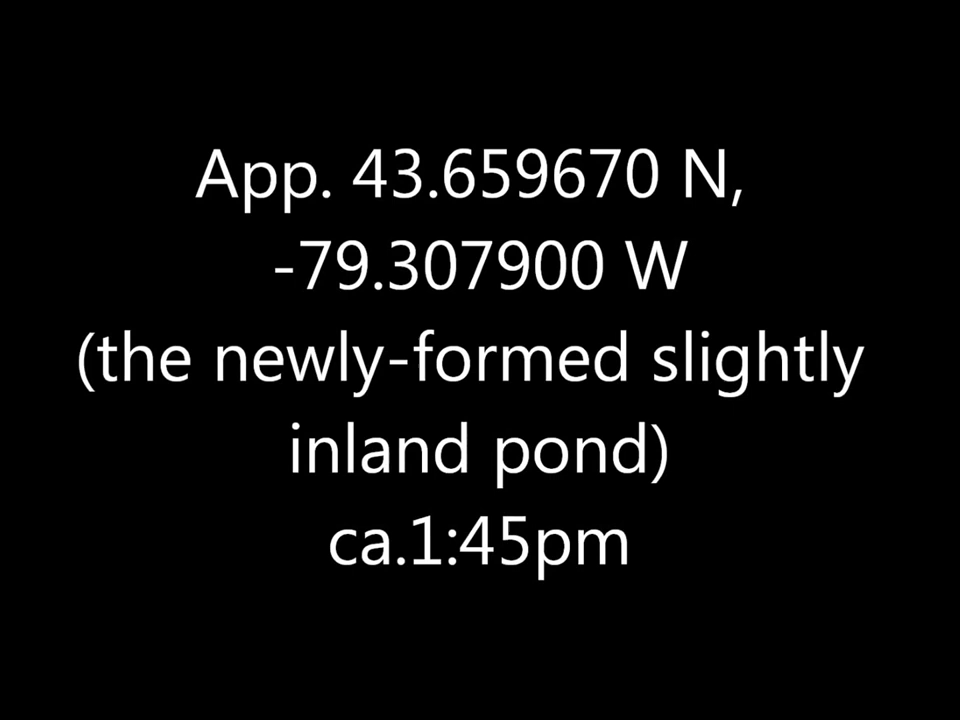 App. 43.659670 N,
-79.307900 W
(the newly-formed slightly
inland pond)
ca.1:45pm